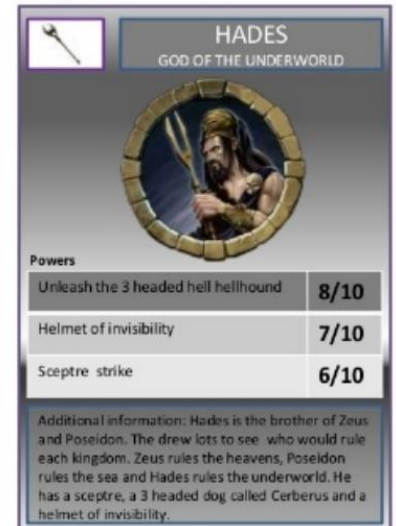 HADES
GOD OF THE UNDERWORLD
Powers
Unleash the 3 headed hell hellhound 8/10
Helmet of invisibility 7/10
Sceptre strike 6/10
Additional information: Hades is the brother of Zeus
and Poseidon. The drew lots to see who would rule
each kingdom. Zeus rules the heavens, Poseidon
rules the sea and Hades rules the underworld. He
has a sceptre, a 3 headed dog called Cerberus and a
helmet of invisibility.